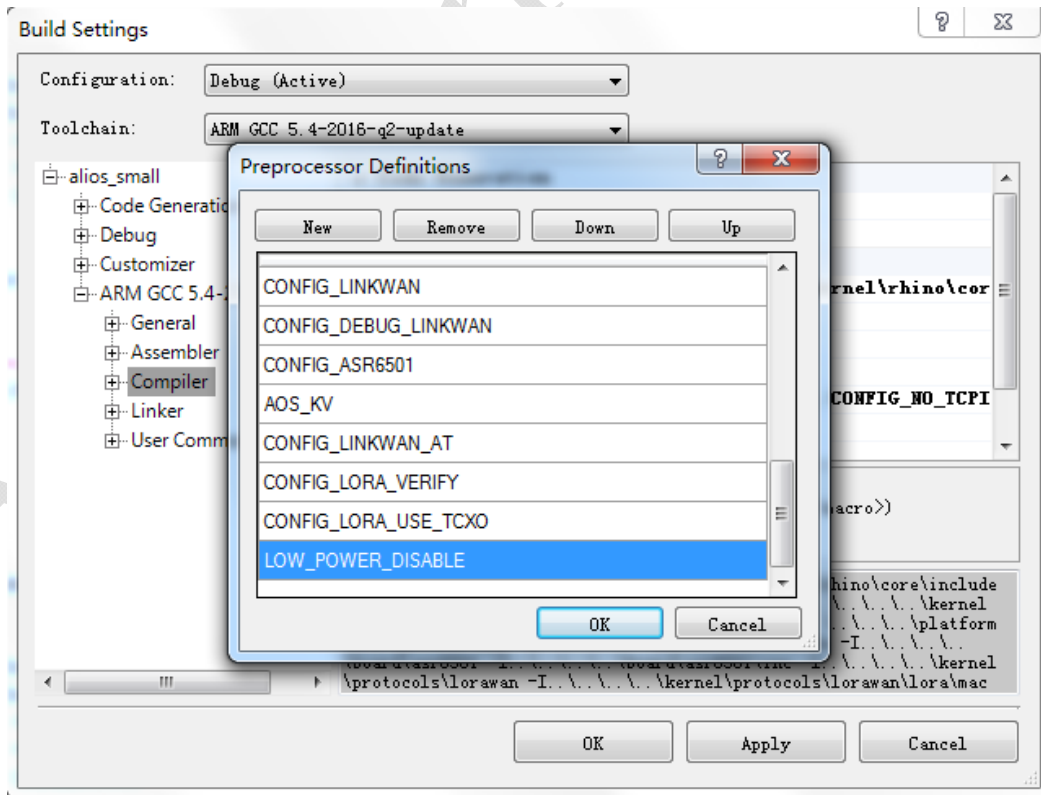 Build Settings
Configuration: Debug (Active)
Toolchain: ARM GCC 5.4-2016-q2-update
Preprocessor Definitions
New Remove Down Up
alios_small
Code Generatio
Debug
Customizer
ARM GCC 5.4-
General
Assembler
Compiler
Linker
User Comm
CONFIG_LINKWAN
CONFIG_DEBUG_LINKWAN
CONFIG_ASR6501
AOS_KV
CONFIG_LINKWAN_AT
CONFIG_LORA_VERIFY
CONFIG_LORA_USE_TCXO
LOW_POWER_DISABLE
OK Cancel
rnel\rhino\cor
CONFIG_NO_TCPI
acro>)
hino\core\include
\..\..\..\kernel
..\..\..\platform
-I..\..\..\..
\..\..\..\kernel
\protocols\lorawan -I..\..\..\..\kernel\protocols\lorawan\lora\mac
OK Apply Cancel